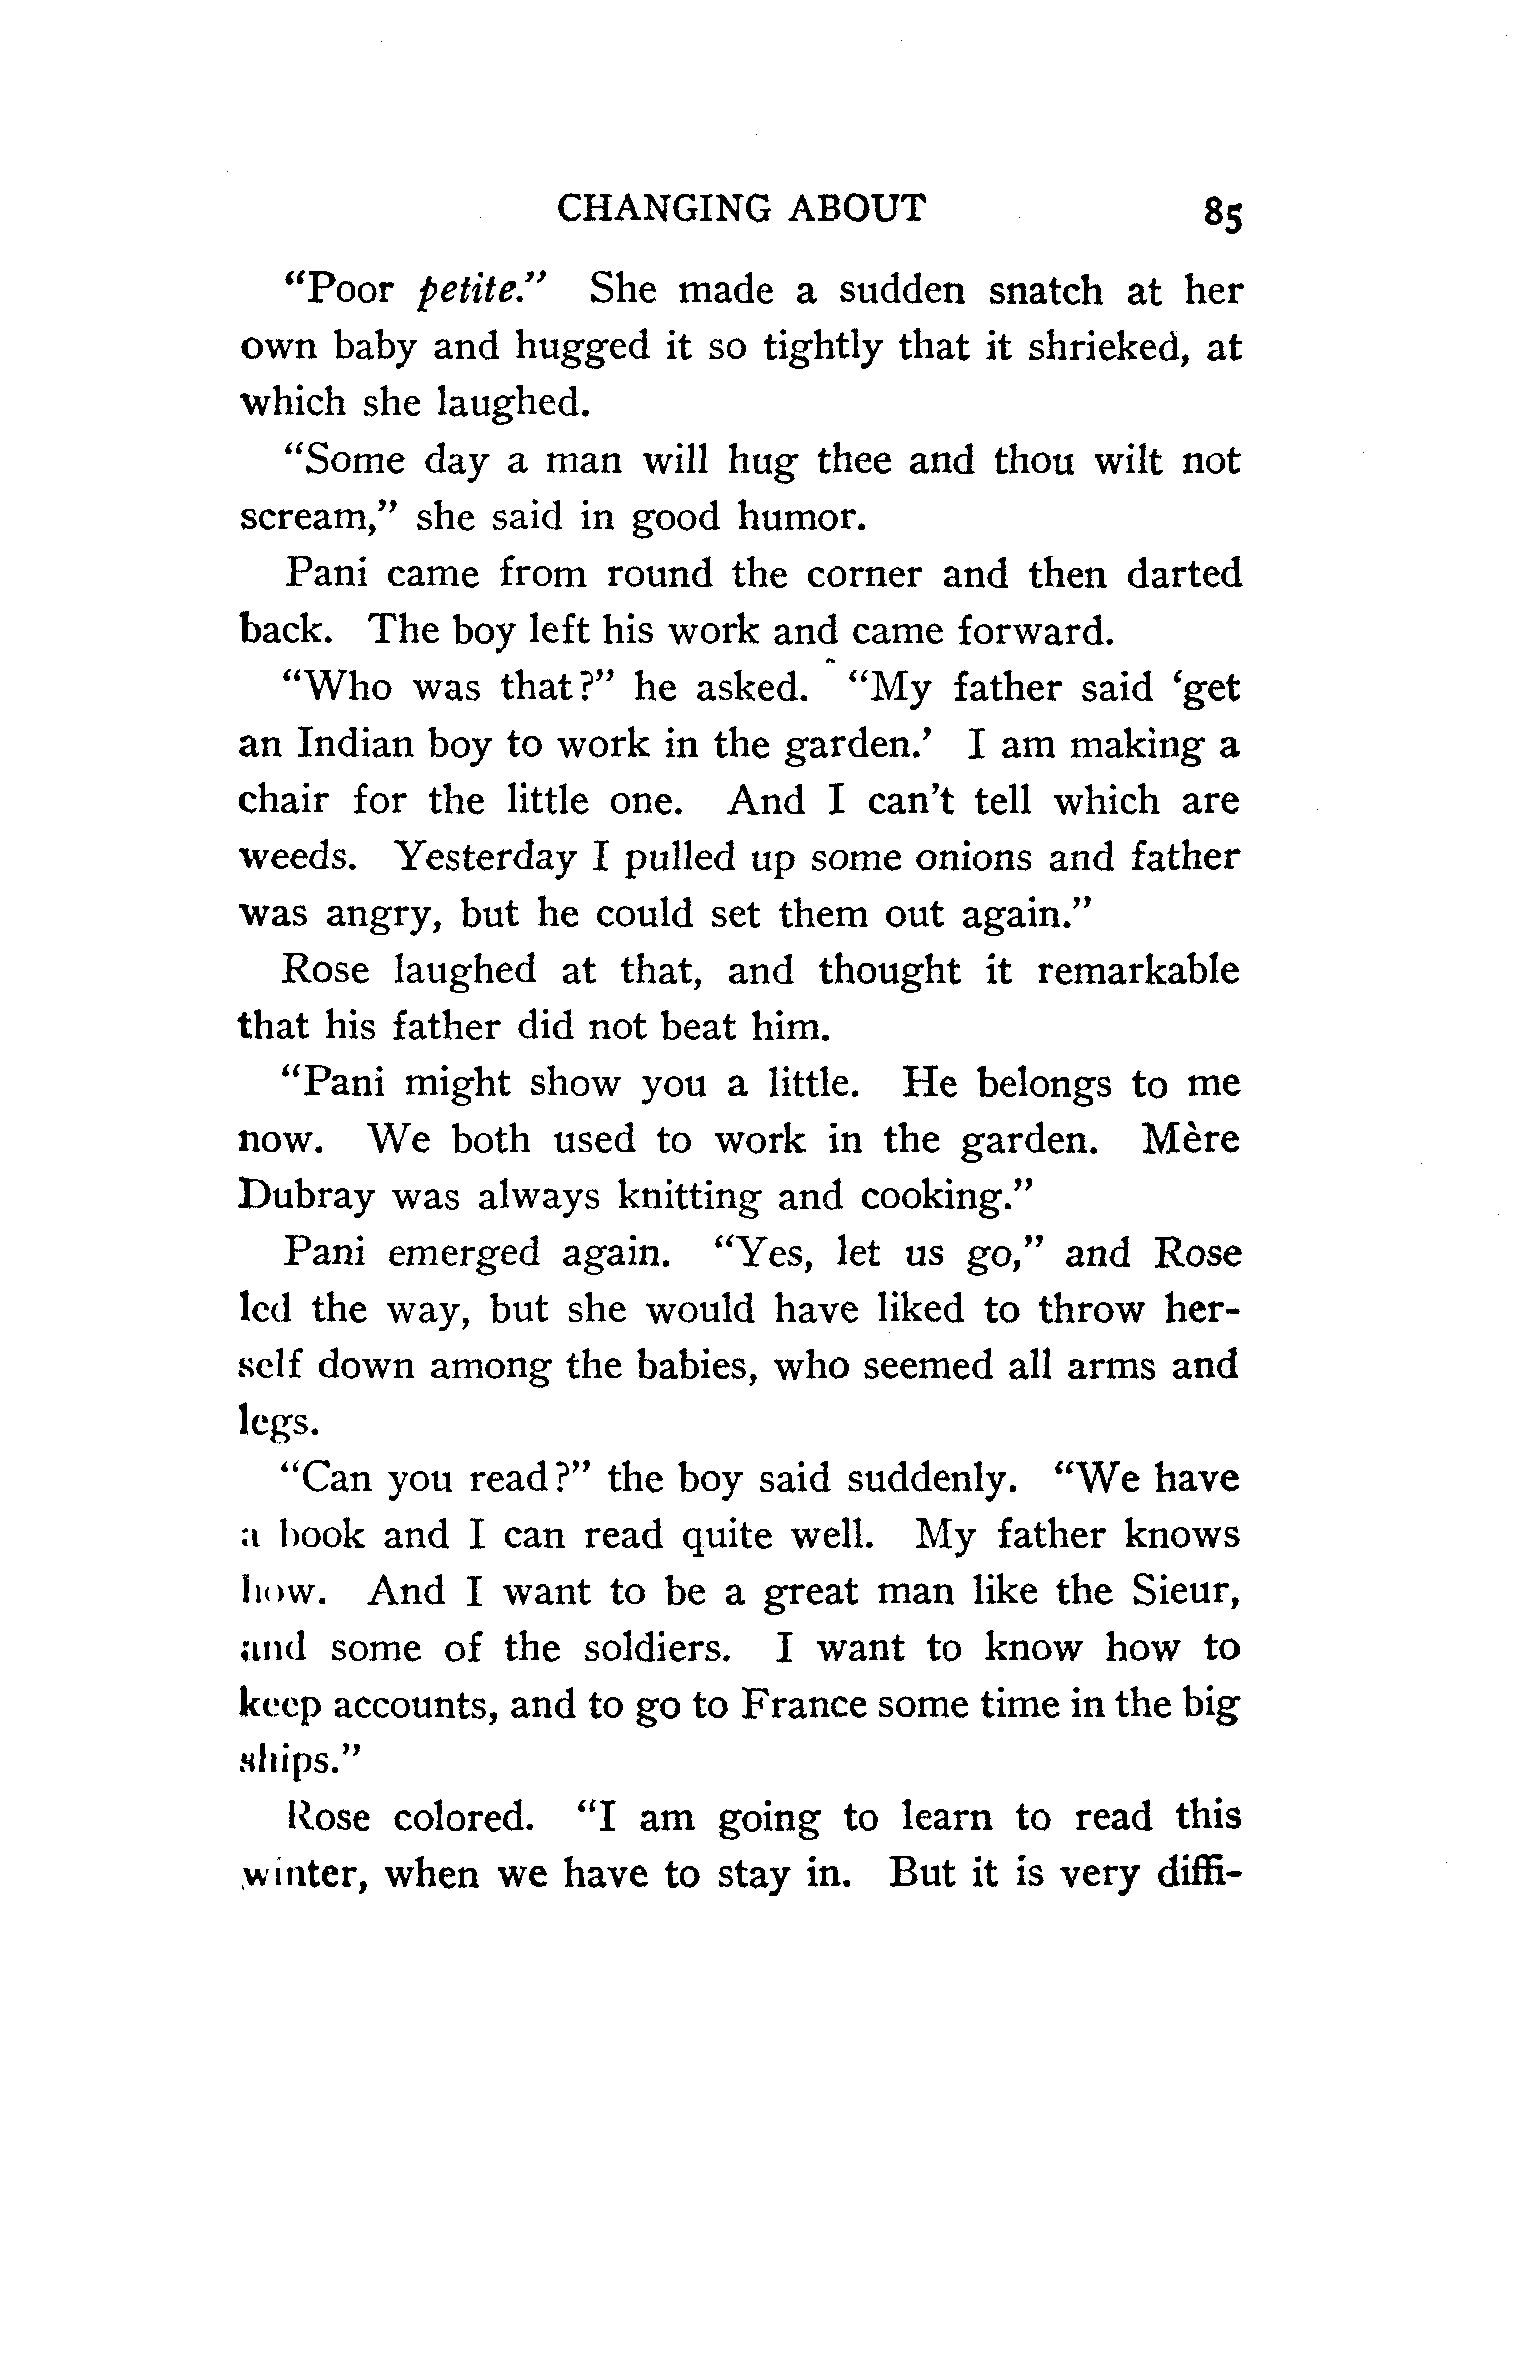 CHANGING ABOUT 85
“Poor petite.” She made a sudden snatch at her
own baby and hugged it so tightly that it shrieked, at
which she laughed.
“Some day a man will hug thee and thou wilt not
scream,” she said in good humor.
Pani came from round the corner and then darted
back. The boy left his work and came forward.
“Who was that?” he asked. “My father said ‘get
an Indian boy to work in the garden.’ I am making a
chair for the little one. And I can't tell which are
weeds. Yesterday I pulled up some onions and father
was angry, but he could set them out again.”
Rose laughed at that, and thought it remarkable
that his father did not beat him.
“Pani might show you a little. He belongs to me
now. We both used to work in the garden. Mère
Dubray was always knitting and cooking.”
Pani emerged again. “Yes, let us go,” and Rose
led the way, but she would have liked to throw her-
self down among the babies, who seemed all arms and
legs.
“Can you read?” the boy said suddenly. “We have
a book and I can read quite well. My father knows
how. And I want to be a great man like the Sieur,
and some of the soldiers. I want to know how to
keep accounts, and to go to France some time in the big
ships.”
Rose colored. “I am going to learn to read this
winter, when we have to stay in. But it is very diffi-